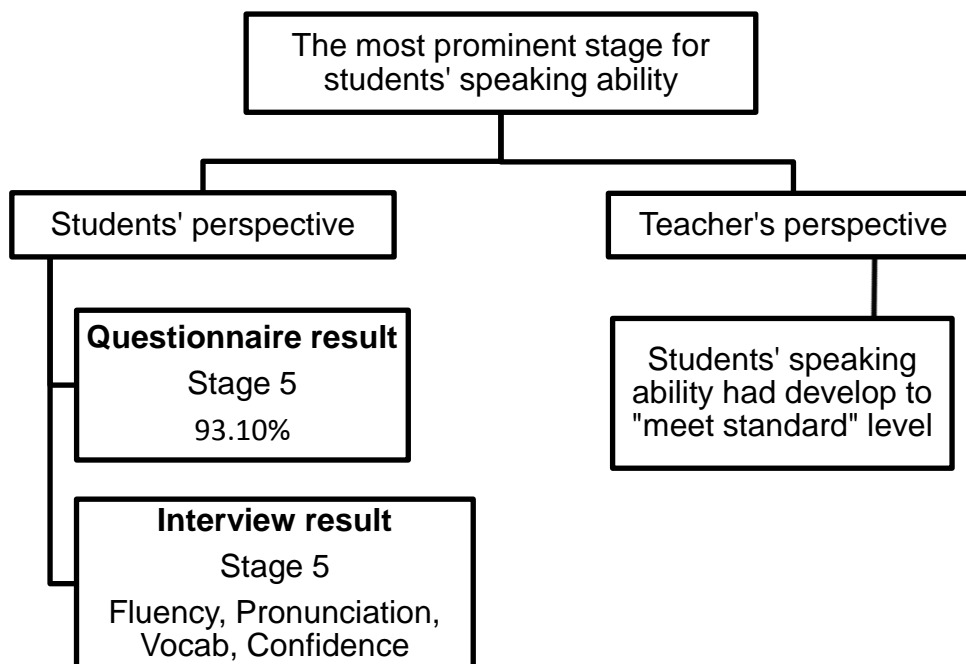 The most prominent stage for
students' speaking ability
Students' perspective
Teacher's perspective
Questionnaire result
Stage 5
93.10%
Students' speaking
ability had develop to
"meet standard" level
Interview result
Stage 5
Fluency, Pronunciation,
Vocab, Confidence